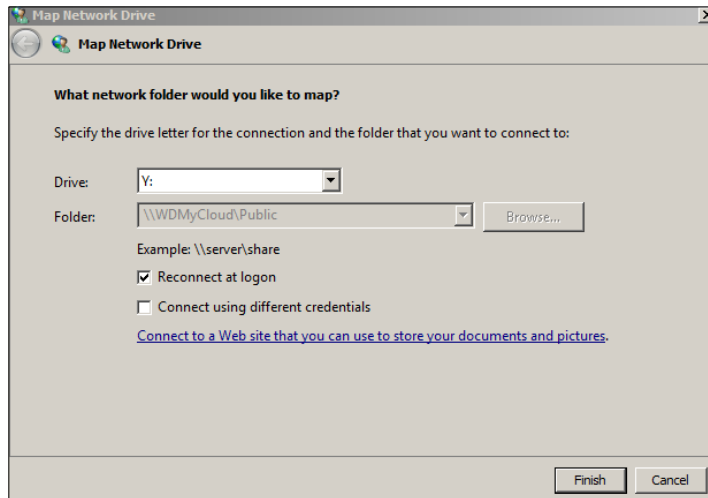 Map Network Drive
Map Network Drive
What network folder would you like to map?
Specify the drive letter for the connection and the folder that you want to connect to:
Drive: Y:
Folder: \\WDMyCloud\Public Browse...
Example: \\server\share
Reconnect at logon
Connect using different credentials
Connect to a Web site that you can use to store your documents and pictures.
Finish Cancel